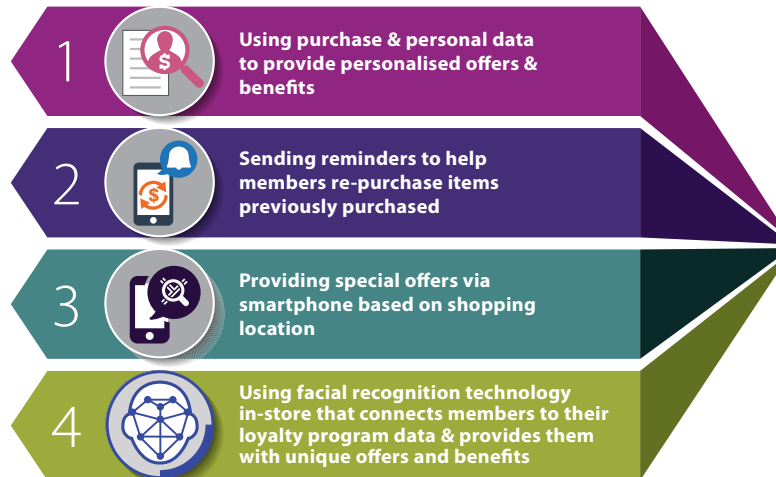 1
Using purchase & personal data
to provide personalised offers &
benefits
$
2
Sending reminders to help
members re-purchase items
previously purchased
$
3
Providing special offers via
smartphone based on shopping
location
4
Using facial recognition technology
in-store that connects members to their
loyalty program data & provides them
with unique offers and benefits